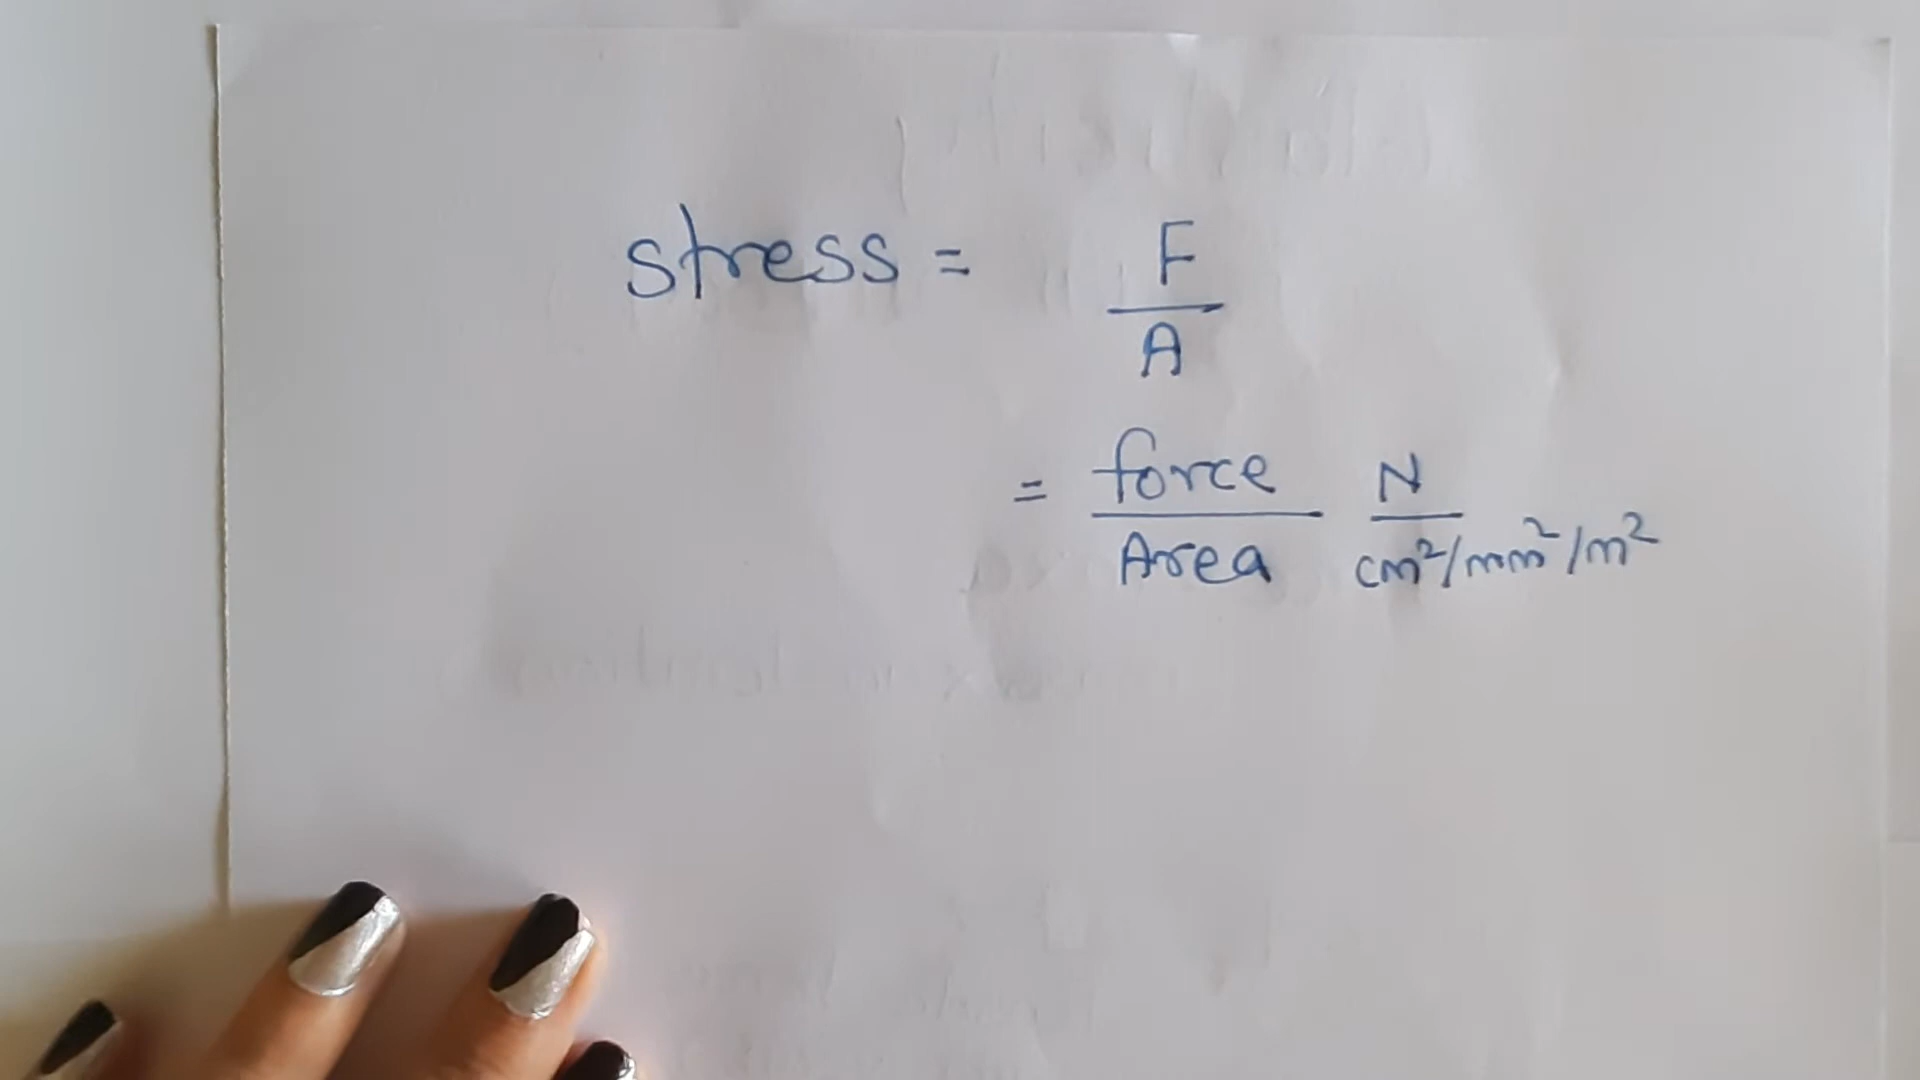 stress = F/A
= force/Area N/cm²/mm²/m²